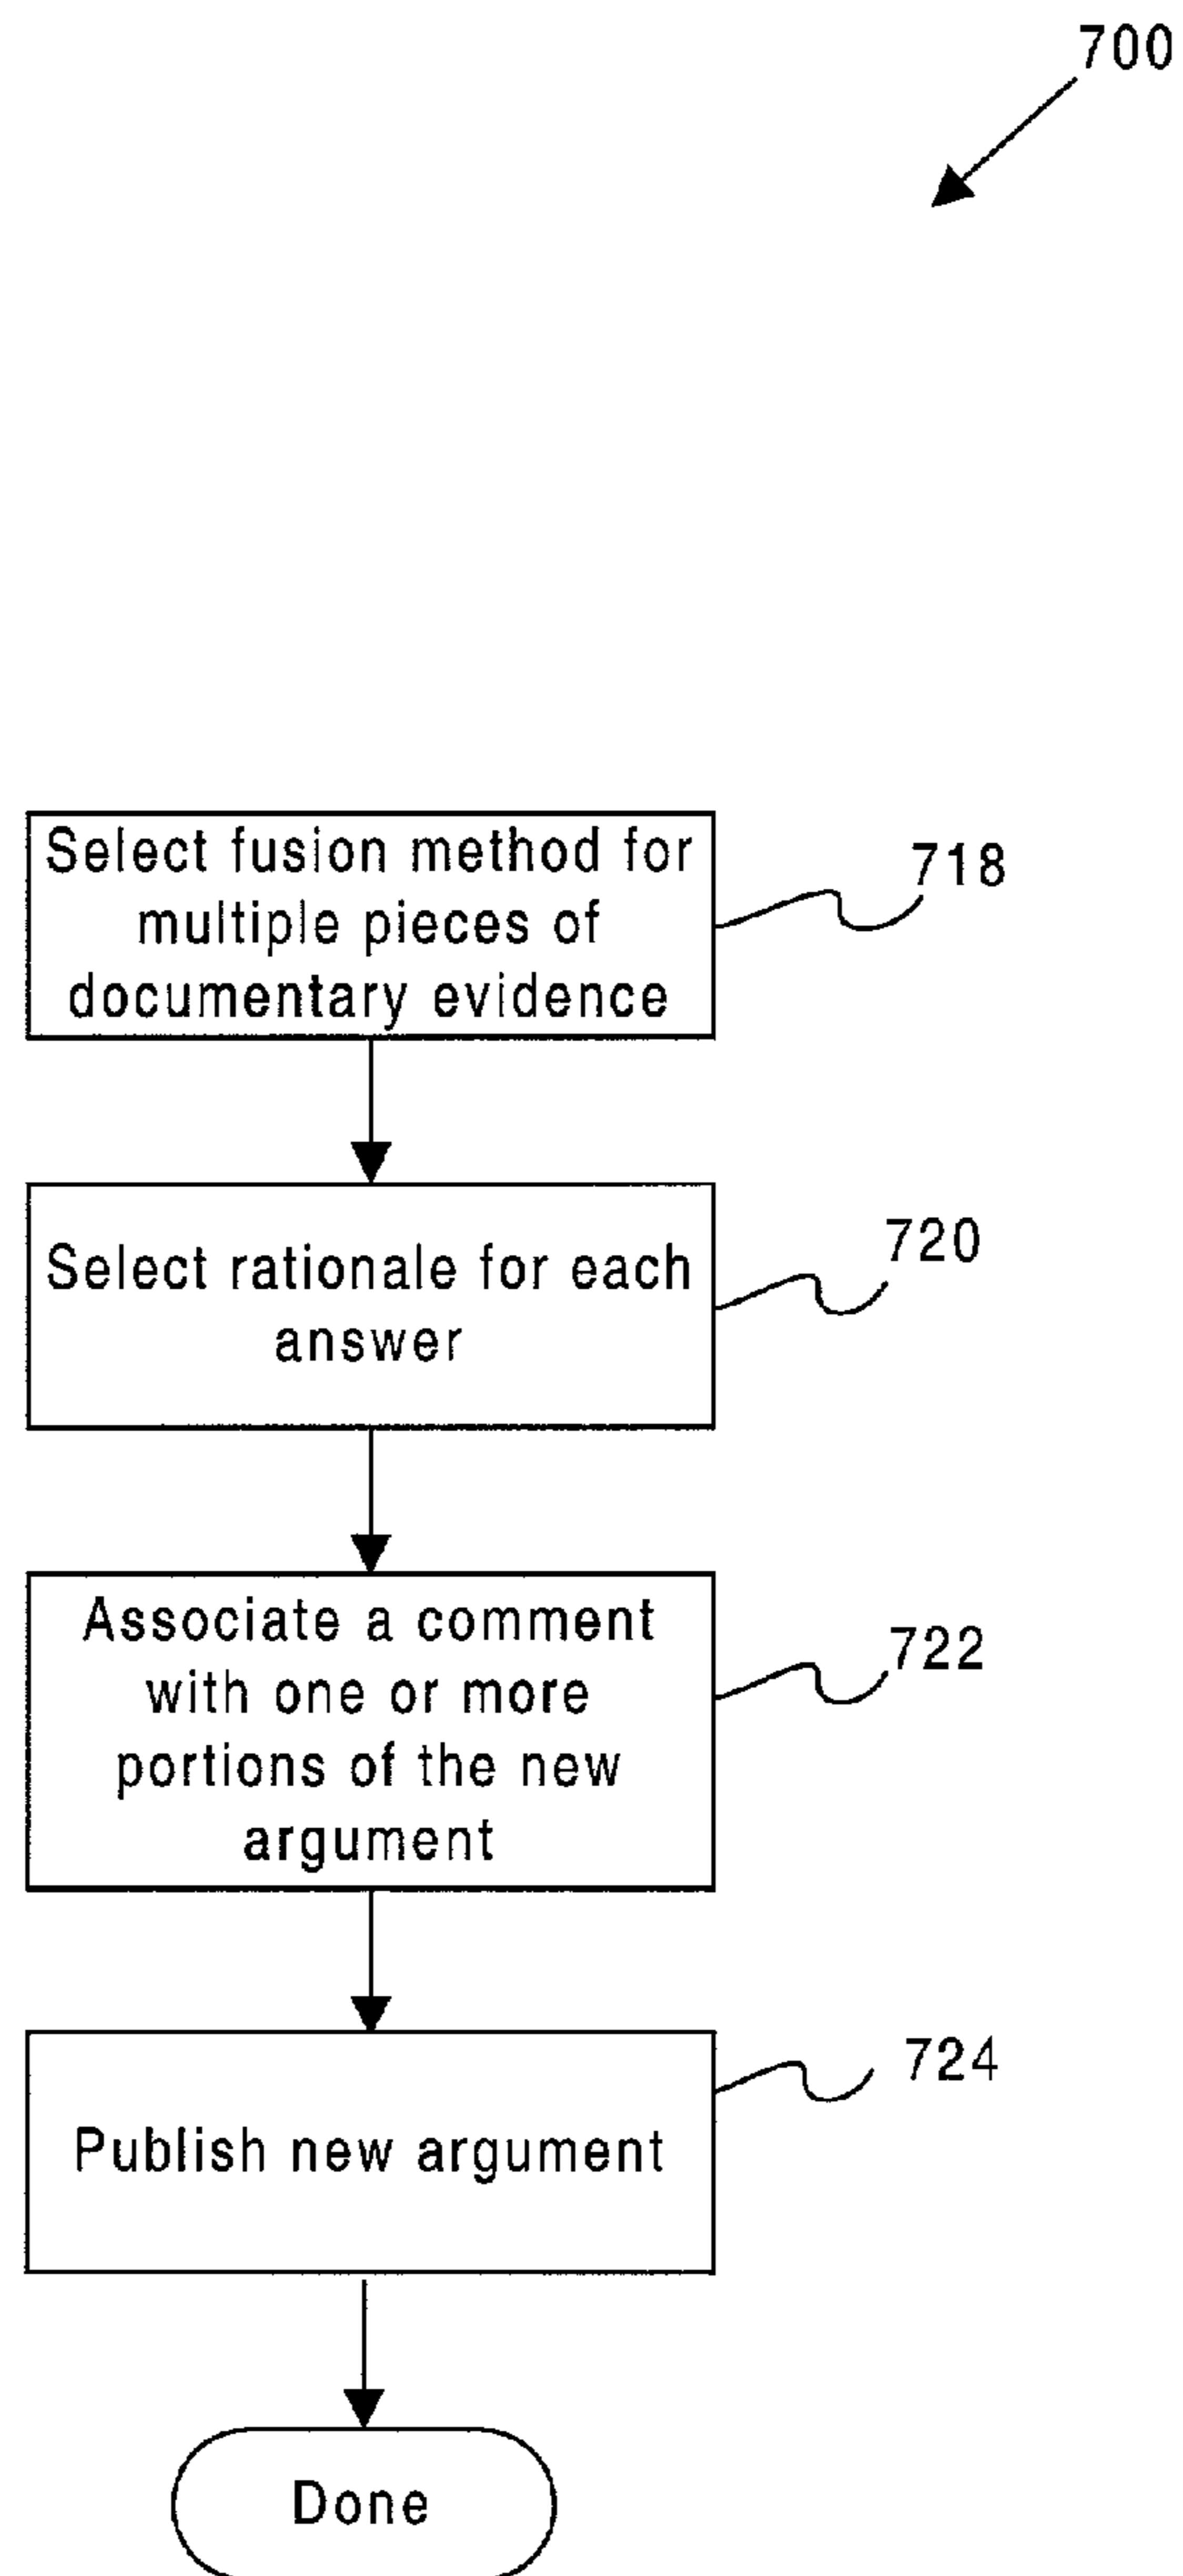 700
Select fusion method for
multiple pieces of
documentary evidence
718
Select rationale for each
answer
720
Associate a comment
with one or more
portions of the new
argument
722
Publish new argument
724
Done